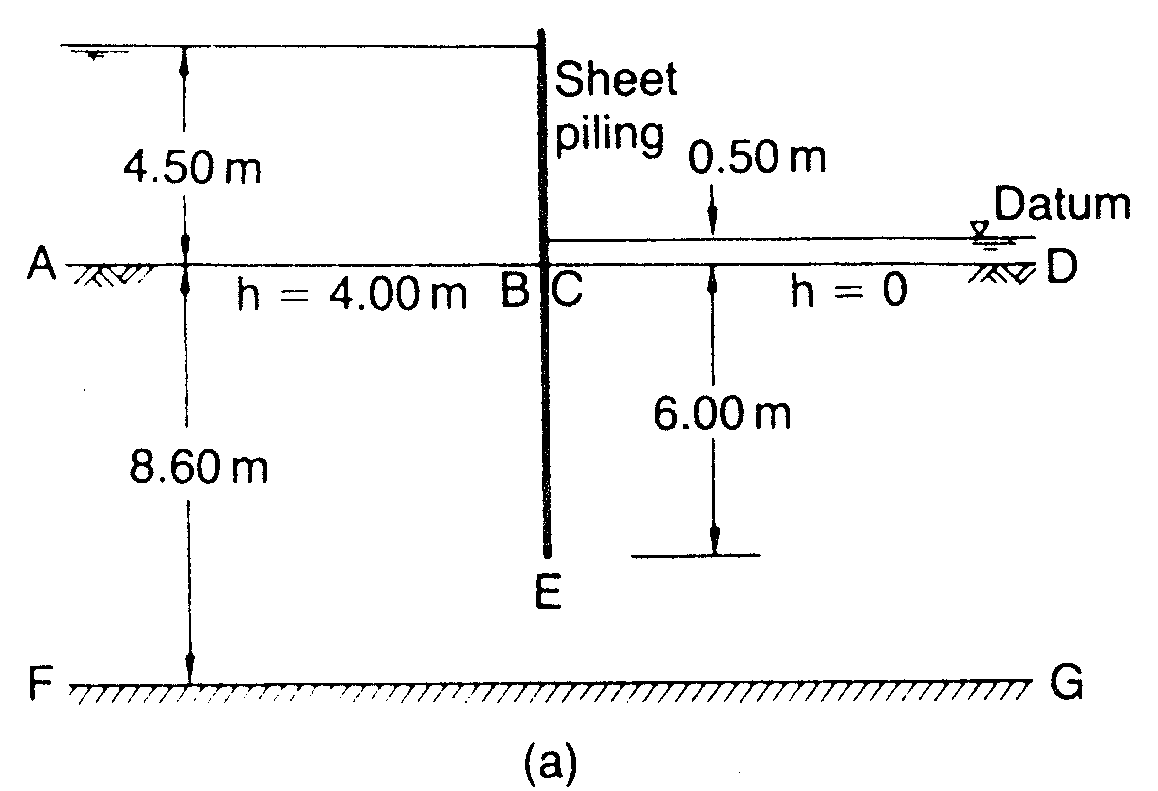 Sheet
piling
0.50 m
4.50 m
Datum
A
h = 4.00 m
B
C
h = 0
D
6.00 m
8.60 m
E
F
G
(a)